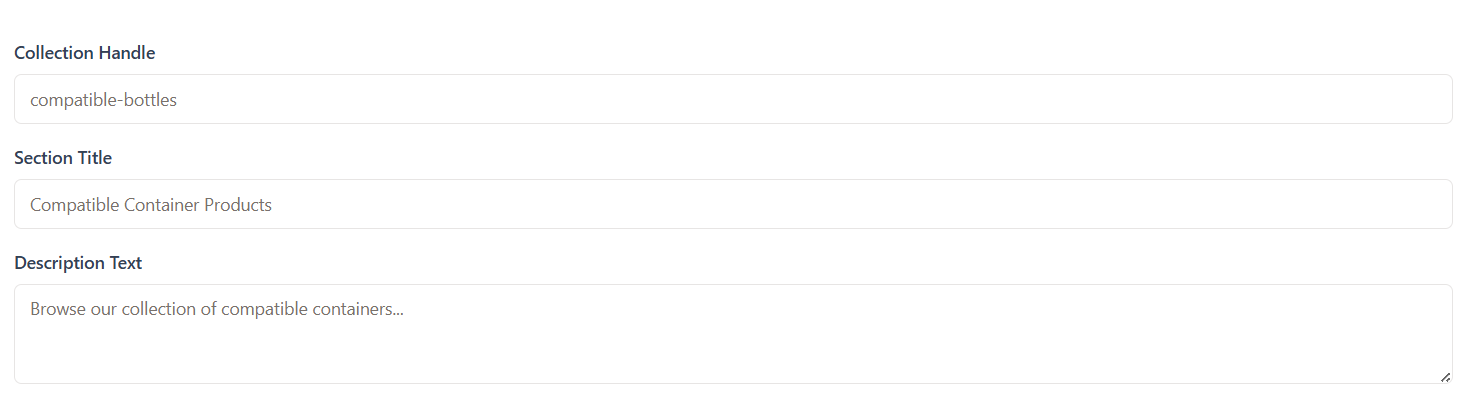 Collection Handle
compatible-bottles
Section Title
Compatible Container Products
Description Text
Browse our collection of compatible containers...